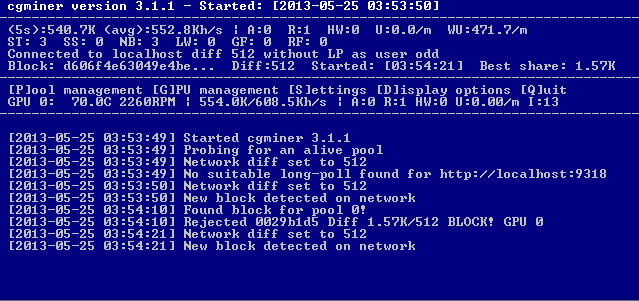 cgminer version 3.1.1 - Started: [2013-05-25 03:53:50]
(5s):540.7K (avg):552.8Kh/s | A:0 R:1 HW:0 U:0.0/m WU:471.7/m
ST: 3 SS: 0 NB: 3 LW: 0 GF: 0 RF: 0
Connected to localhost diff 512 without LP as user odd
Block: d606f4e63049e4be... Diff:512 Started: [03:54:21] Best share: 1.57K
[P]ool management [G]PU management [S]ettings [D]isplay options [Q]uit
GPU 0: 70.0C 2260RPM | 554.0K/608.5Kh/s | A:0 R:1 HW:0 U:0.00/m I:13
[2013-05-25 03:53:49] Started cgminer 3.1.1
[2013-05-25 03:53:49] Probing for an alive pool
[2013-05-25 03:53:49] Network diff set to 512
[2013-05-25 03:53:49] No suitable long-poll found for http://localhost:9318
[2013-05-25 03:53:50] Network diff set to 512
[2013-05-25 03:53:50] New block detected on network
[2013-05-25 03:54:10] Found block for pool 0!
[2013-05-25 03:54:10] Rejected 0029b1d5 Diff 1.57K/512 BLOCK! GPU 0
[2013-05-25 03:54:21] Network diff set to 512
[2013-05-25 03:54:21] New block detected on network